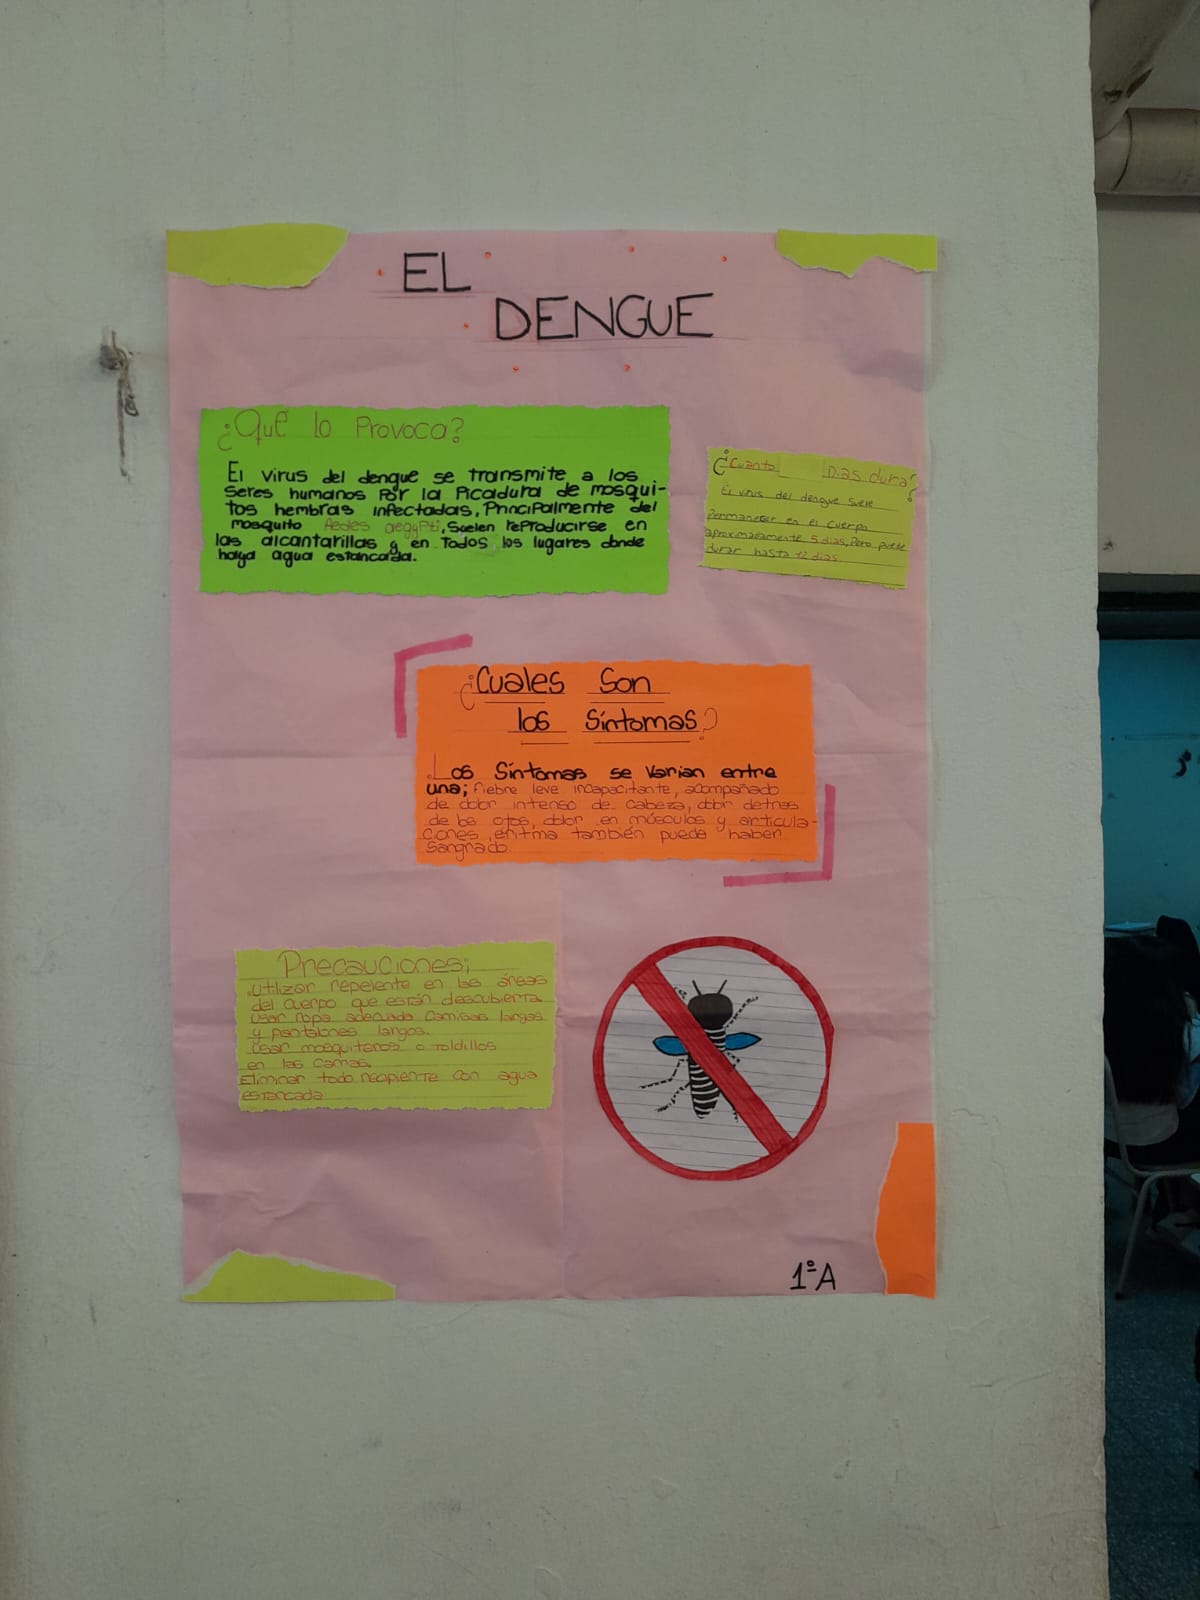 EL
DENGUE
¿Qué lo Provoca?
El virus del dengue se transmite a los
seres humanos Por la Picadura de mosqui-
tos hembras infectadas, Principalmente del
mosquito Aedes aegyPti, Suelen reProducirse en
las alcantarillas y en Todos los lugares donde
haya agua estancada.
¿Cuanto Dias dura?
El virus del dengue suele
Permanecer en el cuerpo
aproximadamente 5 dias, Pero puede
durar hasta 12 dias.
¿Cuales Son
los Síntomas?
Los Síntomas se Varian entre
una; fiebre leve incapacitante, acompañado
de dolor intenso de cabeza, dolor detras
de los ojos, dolor en músculos y articula-
ciones, eritma también puede haber
Sangrado.
Precauciones;
Utilizar repelente en las áreas
del cuerpo que están descubierta.
Usar ropa adecuada Camisas largas
y pantalones largos.
Usar mosquiteros o Toldillos
en las camas.
Eliminar todo recipiente con agua
estancada
1ºA